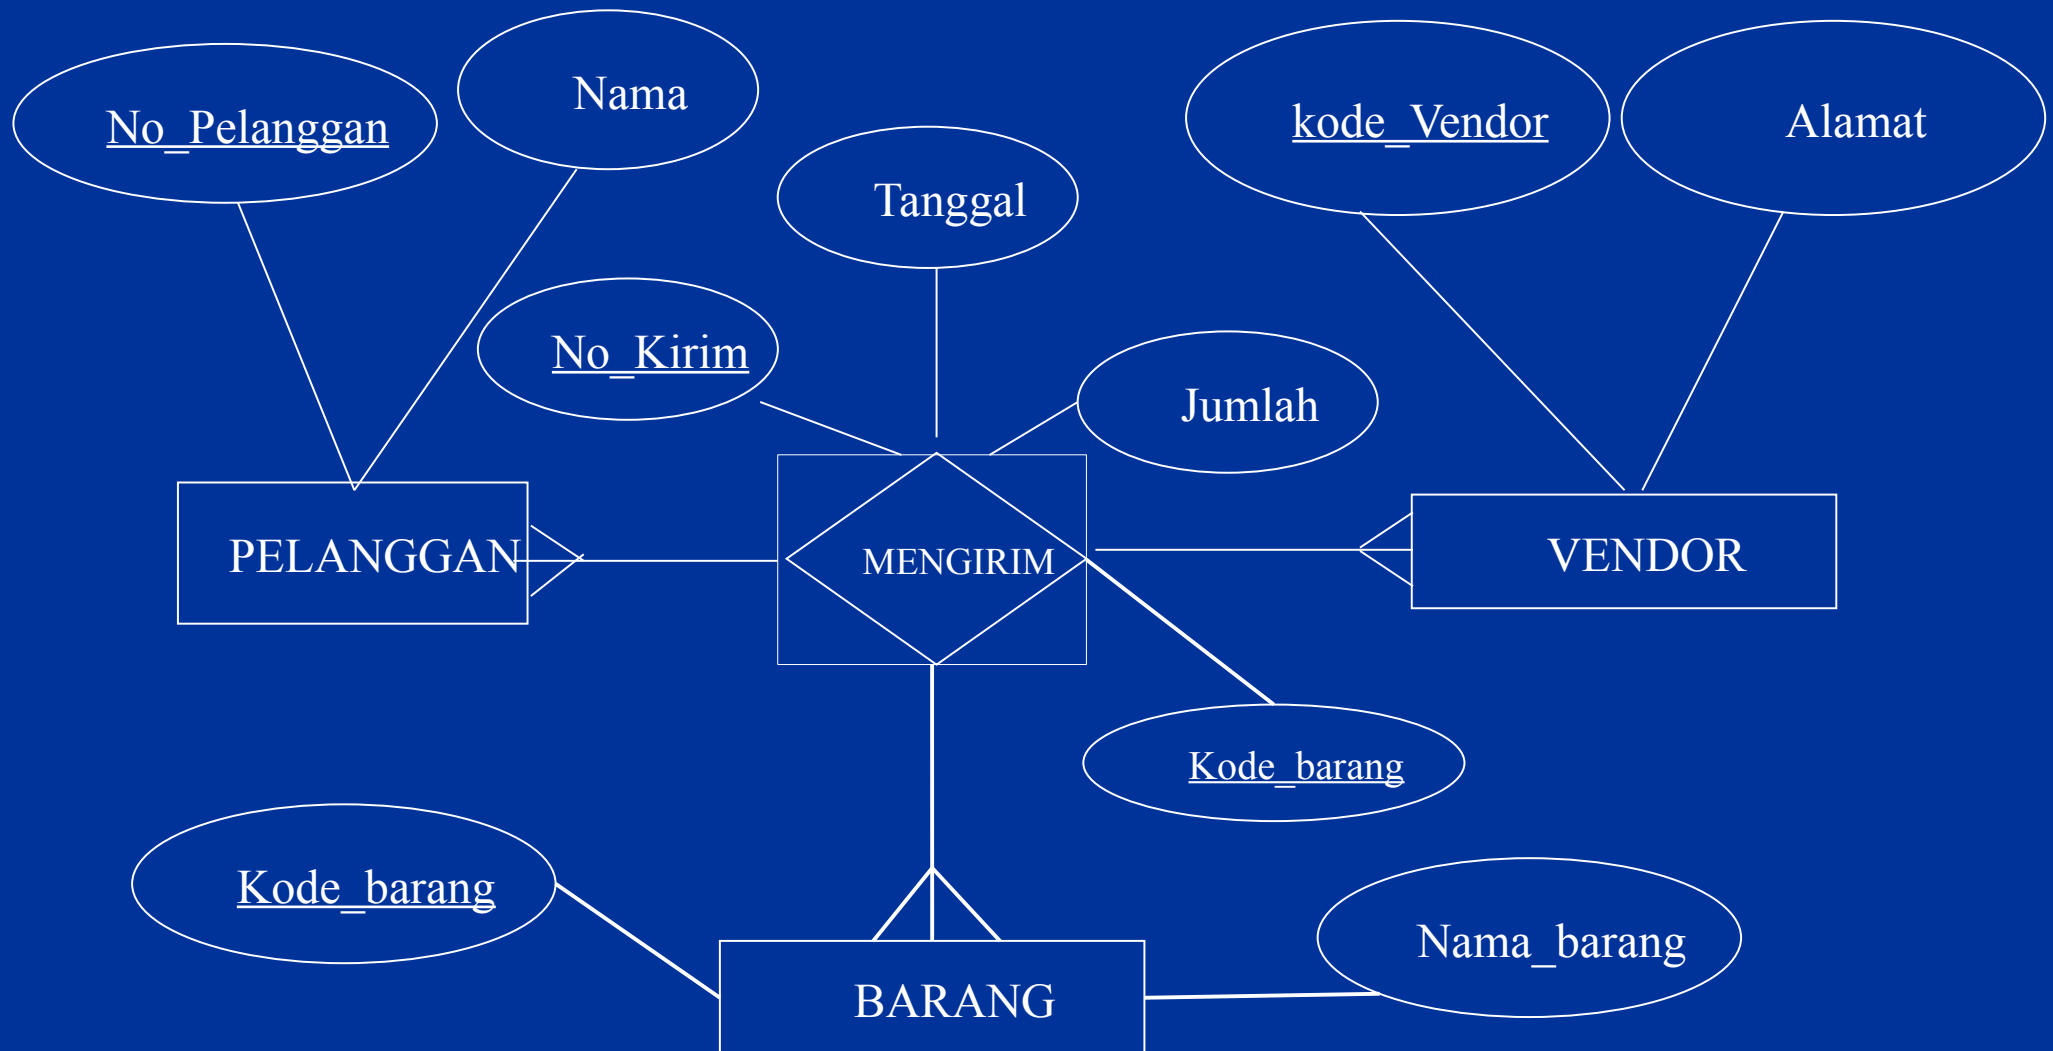 Nama
No_Pelanggan
kode_Vendor
Alamat
Tanggal
No_Kirim
Jumlah
PELANGGAN
MENGIRIM
VENDOR
Kode_barang
Kode_barang
Nama_barang
BARANG